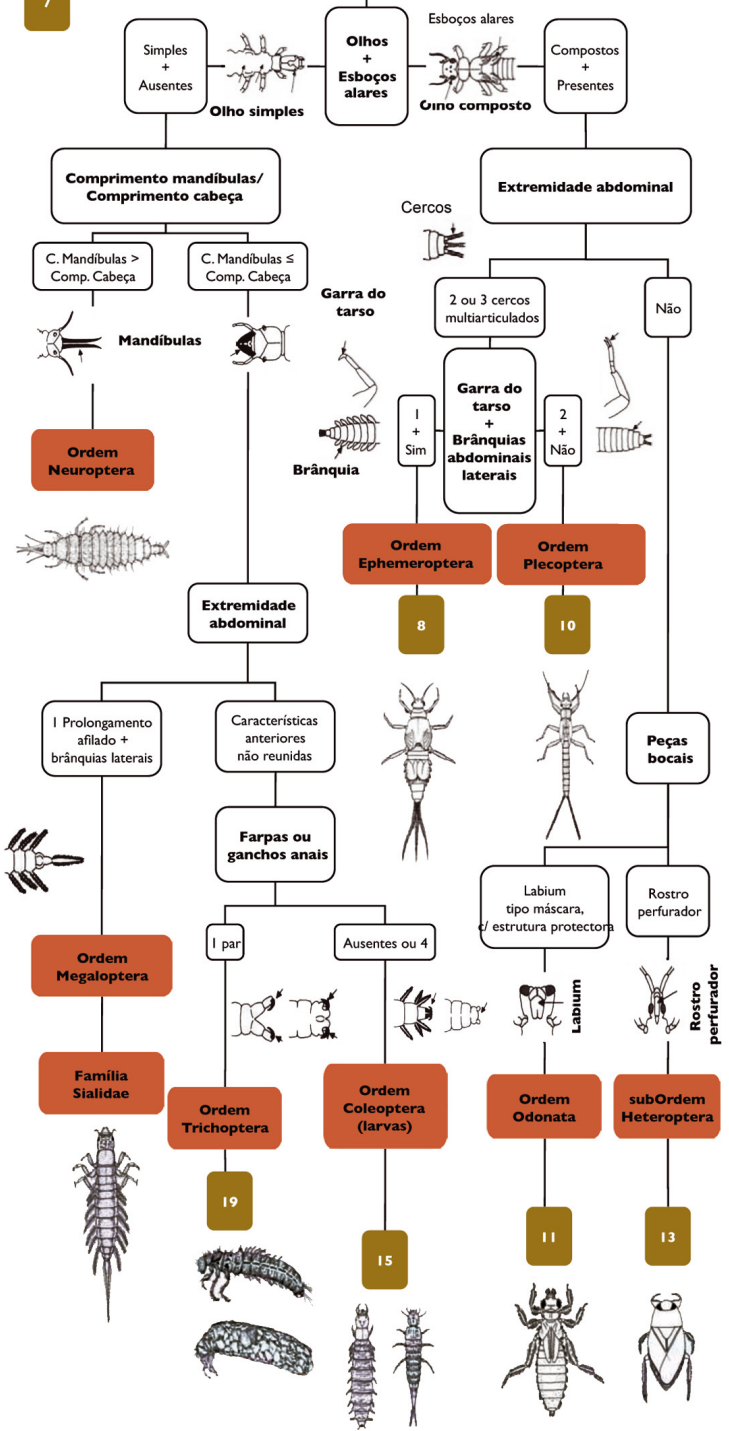 7
Simples
+
Ausentes
Olho simples
Olhos
+
Esboços
alares
Esboços alares
Olho composto
Compostos
+
Presentes
Comprimento mandíbulas/
Comprimento cabeça
Extremidade abdominal
Cercos
C. Mandíbulas >
Comp. Cabeça
C. Mandíbulas ≤
Comp. Cabeça
2 ou 3 cercos
multiarticulados
Não
Mandíbulas
Garra do
tarso
Brânquia
1
+
Sim
Garra do
tarso
+
Brânquias
abdominais
laterais
2
+
Não
Ordem
Neuroptera
Ordem
Ephemeroptera
Ordem
Plecoptera
8
10
Extremidade
abdominal
1 Prolongamento
afilado +
brânquias laterais
Características
anteriores
não reunidas
Peças
bocais
Farpas ou
ganchos anais
Labium
tipo máscara,
c/ estrutura protectora
Rostro
perfurador
1 par
Ausentes ou 4
Ordem
Megaloptera
Labium
Rostro
perfurador
Família
Sialidae
Ordem
Trichoptera
Ordem
Coleoptera
(larvas)
Ordem
Odonata
subOrdem
Heteroptera
19
15
11
13